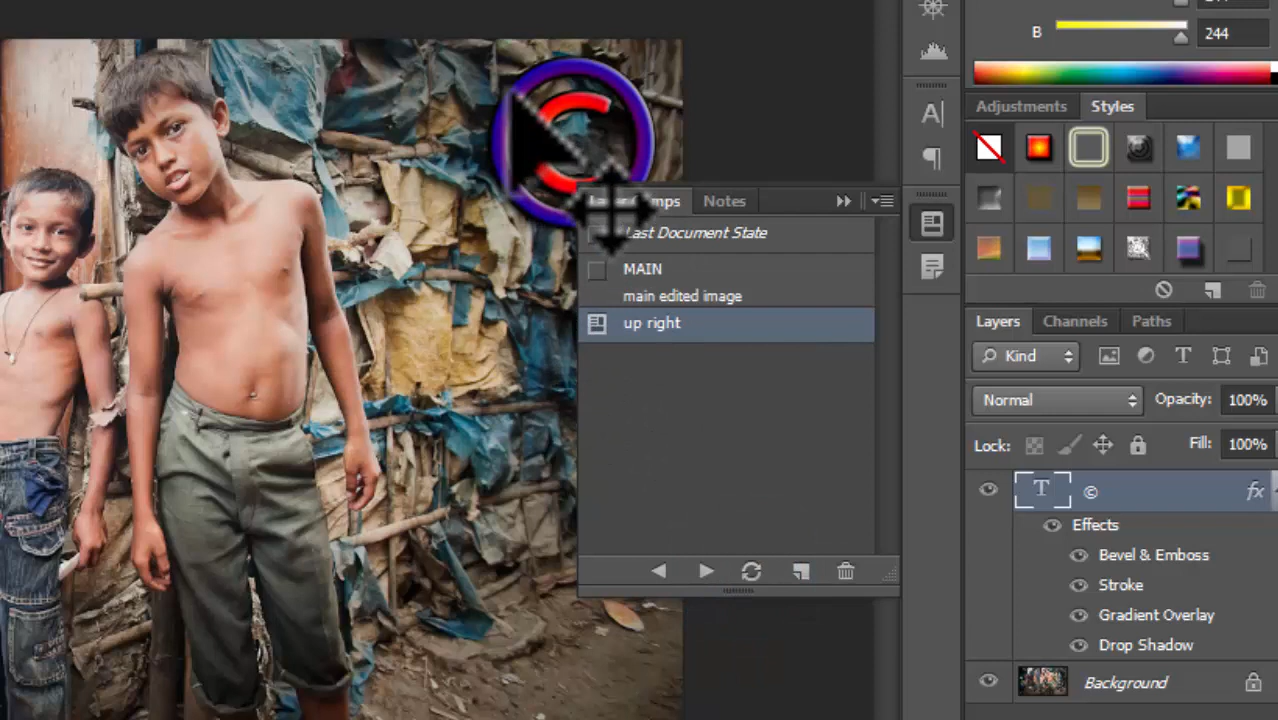 B
244
Adjustments
Styles
Notes
Last Document State
MAIN
main edited image
up right
Layers
Channels
Paths
Kind
Normal
Opacity:
100%
Lock:
Fill:
100%
T
©
fx
Effects
Bevel & Emboss
Stroke
Gradient Overlay
Drop Shadow
Background
©